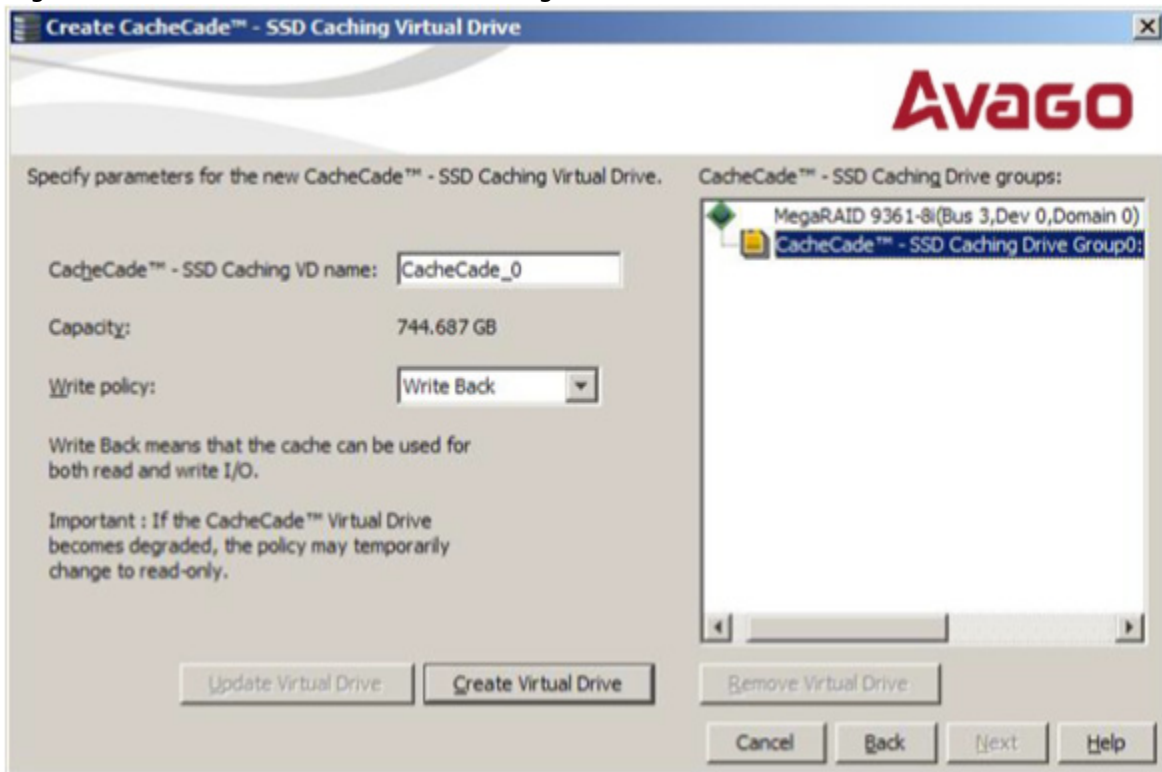 Create CacheCade™ - SSD Caching Virtual Drive
Avago
Specify parameters for the new CacheCade™ - SSD Caching Virtual Drive.
CacheCade™ - SSD Caching VD name:
CacheCade_0
Capacity:
744.687 GB
Write policy:
Write Back
Write Back means that the cache can be used for
both read and write I/O.
Important : If the CacheCade™ Virtual Drive
becomes degraded, the policy may temporarily
change to read-only.
Update Virtual Drive
Create Virtual Drive
CacheCade™ - SSD Caching Drive groups:
MegaRAID 9361-8i(Bus 3,Dev 0,Domain 0)
CacheCade™ - SSD Caching Drive Group0:
Remove Virtual Drive
Cancel
Back
Next
Help